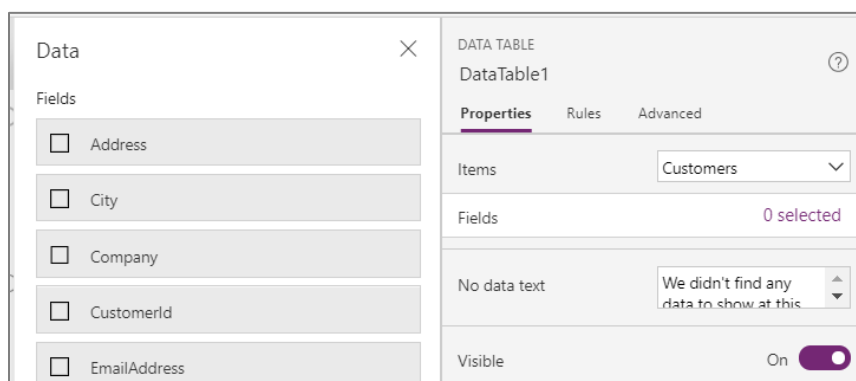 Data
Fields
Address
City
Company
CustomerId
EmailAddress
DATA TABLE
DataTable1
?
Properties Rules Advanced
Items Customers
Fields 0 selected
No data text We didn't find any
data to show at this
Visible On